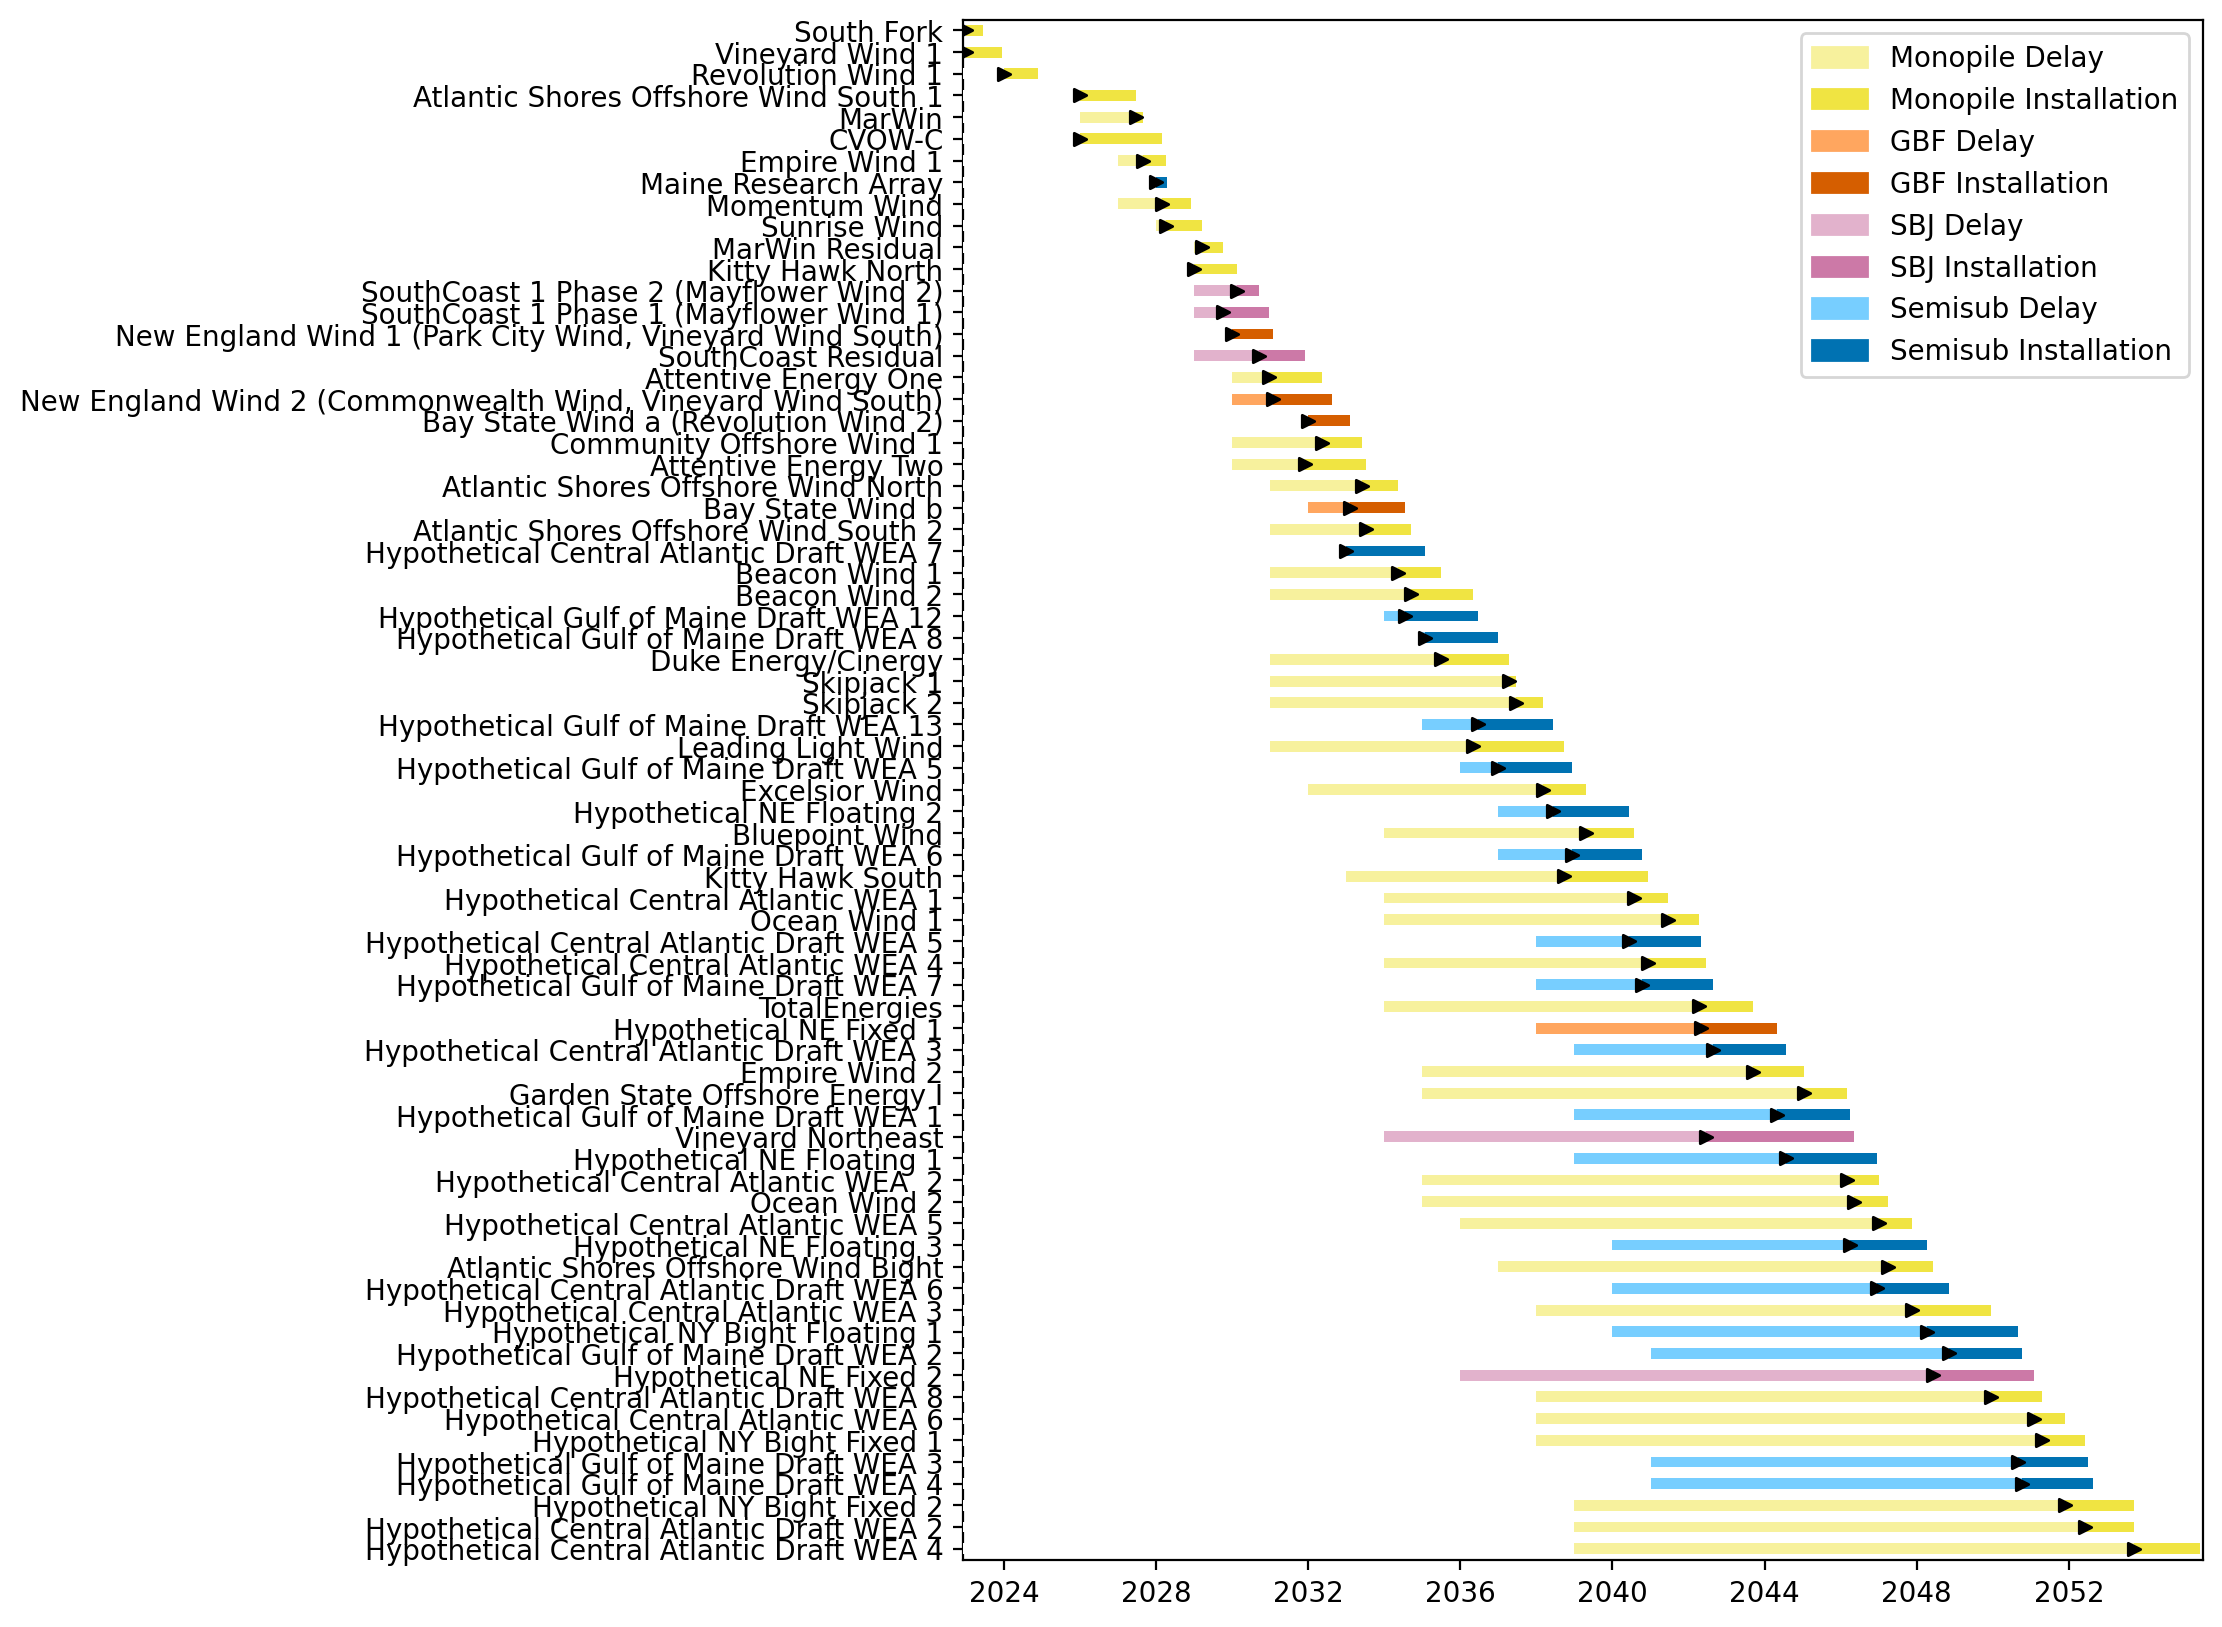 South Fork
Vineyard Wind 1
Revolution Wind 1
Atlantic Shores Offshore Wind South 1
MarWin
CVOW-C
Empire Wind 1
Maine Research Array
Momentum Wind
Sunrise Wind
MarWin Residual
Kitty Hawk North
SouthCoast 1 Phase 2 (Mayflower Wind 2)
SouthCoast 1 Phase 1 (Mayflower Wind 1)
New England Wind 1 (Park City Wind, Vineyard Wind South)
SouthCoast Residual
Attentive Energy One
New England Wind 2 (Commonwealth Wind, Vineyard Wind South)
Bay State Wind a (Revolution Wind 2)
Community Offshore Wind 1
Attentive Energy Two
Atlantic Shores Offshore Wind North
Bay State Wind b
Atlantic Shores Offshore Wind South 2
Hypothetical Central Atlantic Draft WEA 7
Beacon Wind 1
Beacon Wind 2
Hypothetical Gulf of Maine Draft WEA 12
Hypothetical Gulf of Maine Draft WEA 8
Duke Energy/Cinergy
Skipjack 1
Skipjack 2
Hypothetical Gulf of Maine Draft WEA 13
Leading Light Wind
Hypothetical Gulf of Maine Draft WEA 5
Excelsior Wind
Hypothetical NE Floating 2
Bluepoint Wind
Hypothetical Gulf of Maine Draft WEA 6
Kitty Hawk South
Hypothetical Central Atlantic WEA 1
Ocean Wind 1
Hypothetical Central Atlantic Draft WEA 5
Hypothetical Central Atlantic WEA 4
Hypothetical Gulf of Maine Draft WEA 7
TotalEnergies
Hypothetical NE Fixed 1
Hypothetical Central Atlantic Draft WEA 3
Empire Wind 2
Garden State Offshore Energy I
Hypothetical Gulf of Maine Draft WEA 1
Vineyard Northeast
Hypothetical NE Floating 1
Hypothetical Central Atlantic WEA  2
Ocean Wind 2
Hypothetical Central Atlantic WEA 5
Hypothetical NE Floating 3
Atlantic Shores Offshore Wind Bight
Hypothetical Central Atlantic Draft WEA 6
Hypothetical Central Atlantic WEA 3
Hypothetical NY Bight Floating 1
Hypothetical Gulf of Maine Draft WEA 2
Hypothetical NE Fixed 2
Hypothetical Central Atlantic Draft WEA 8
Hypothetical Central Atlantic WEA 6
Hypothetical NY Bight Fixed 1
Hypothetical Gulf of Maine Draft WEA 3
Hypothetical Gulf of Maine Draft WEA 4
Hypothetical NY Bight Fixed 2
Hypothetical Central Atlantic Draft WEA 2
Hypothetical Central Atlantic Draft WEA 4
Monopile Delay
Monopile Installation
GBF Delay
GBF Installation
SBJ Delay
SBJ Installation
Semisub Delay
Semisub Installation
2024 2028 2032 2036 2040 2044 2048 2052